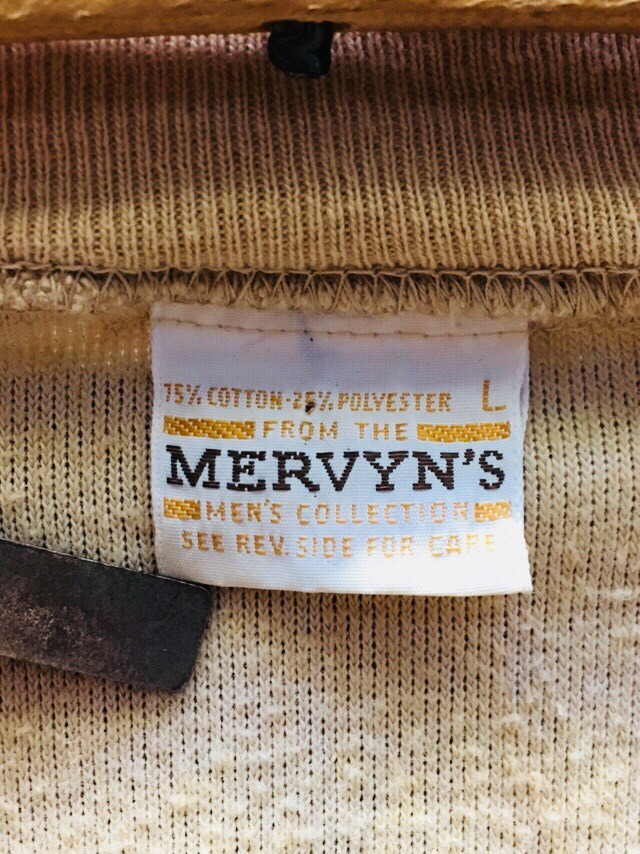 75% COTTON-25% POLYESTER L
FROM THE
MERVYN'S
MEN'S COLLECTION
SEE REV. SIDE FOR CARE